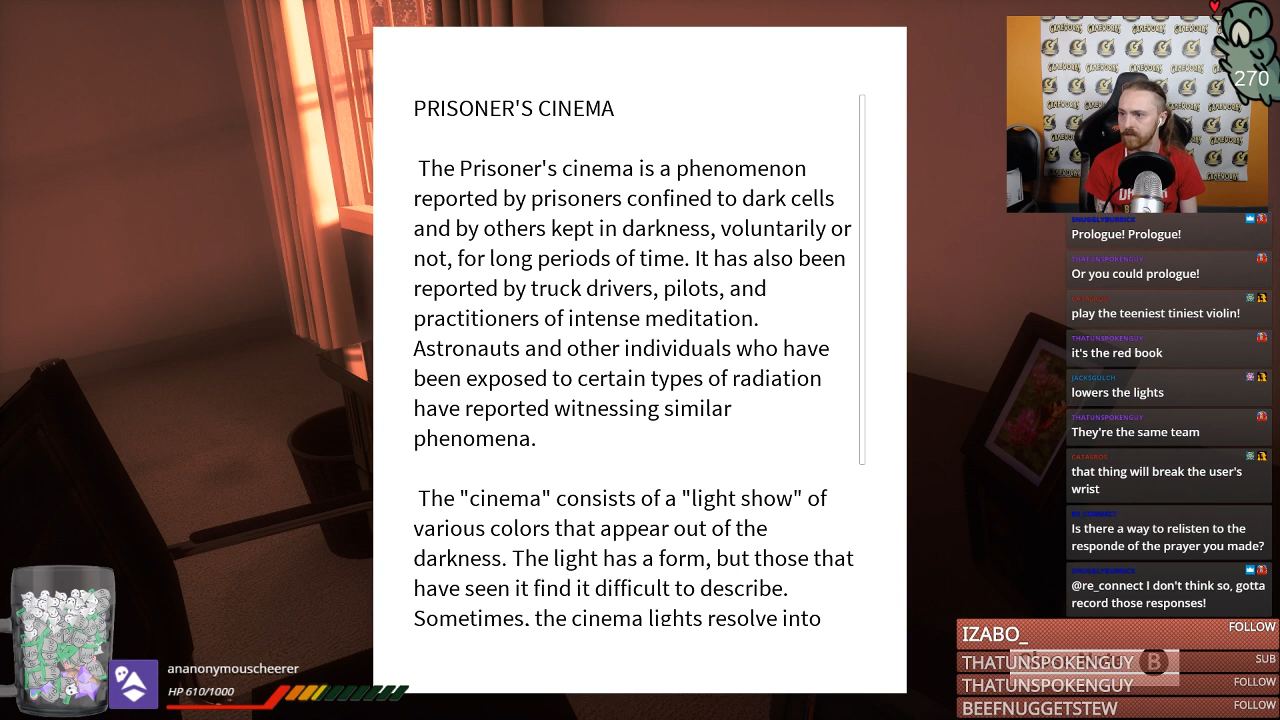 PRISONER'S CINEMA
The Prisoner's cinema is a phenomenon
reported by prisoners confined to dark cells
and by others kept in darkness, voluntarily or
not, for long periods of time. It has also been
reported by truck drivers, pilots, and
practitioners of intense meditation.
Astronauts and other individuals who have
been exposed to certain types of radiation
have reported witnessing similar
phenomena.
The "cinema" consists of a "light show" of
various colors that appear out of the
darkness. The light has a form, but those that
have seen it find it difficult to describe.
Sometimes, the cinema lights resolve into
270
Prologue! Prologue!
THATUNSPOKENGUY
Or you could prologue!
play the teeniest tiniest violin!
THATUNSPOKENGUY
it's the red book
JACKSGULCH
lowers the lights
THATUNSPOKENGUY
They're the same team
that thing will break the user's
wrist
RE_CONNECT
Is there a way to relisten to the
responde of the prayer you made?
@re_connect I don't think so, gotta
record those responses!
IZABO_ FOLLOW
THATUNSPOKENGUY B SUB
THATUNSPOKENGUY FOLLOW
BEEFNUGGETSTEW FOLLOW
ananonymouscheerer
HP 610/1000